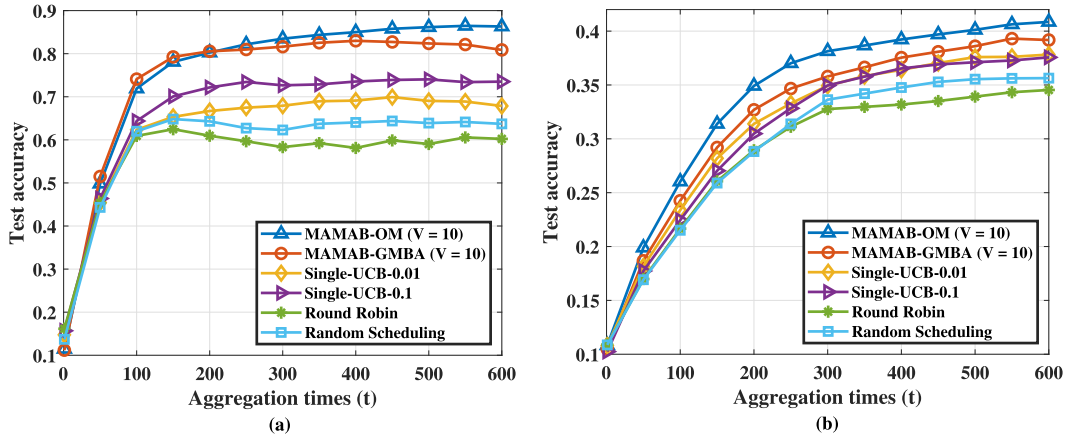 0.9
0.8
0.7
0.6
0.5
0.4
0.3
0.2
0.1
Test accuracy
MAMAB-OM (V = 10)
MAMAB-GMBA (V = 10)
Single-UCB-0.01
Single-UCB-0.1
Round Robin
Random Scheduling
0 100 200 300 400 500 600
Aggregation times (t)
(a)
0.4
0.35
0.3
0.25
0.2
0.15
0.1
Test accuracy
MAMAB-OM (V = 10)
MAMAB-GMBA (V = 10)
Single-UCB-0.01
Single-UCB-0.1
Round Robin
Random Scheduling
0 100 200 300 400 500 600
Aggregation times (t)
(b)